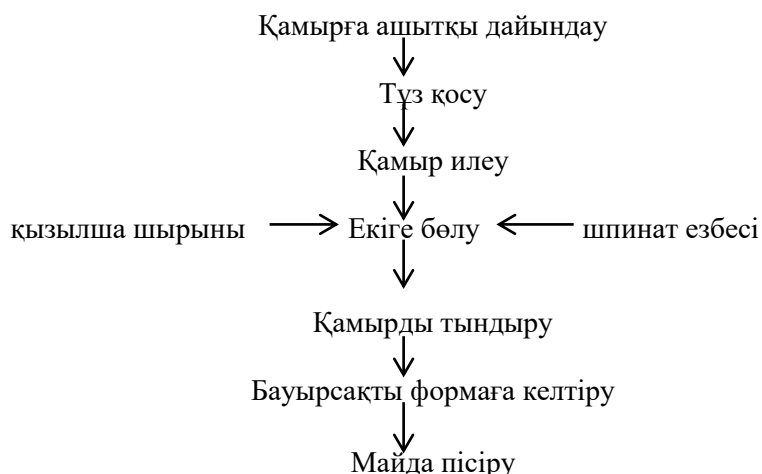 Қамырға ашытқы дайындау
Тұз қосу
Қамыр илеу
қызылша шырыны Екіге бөлу шпинат езбесі
Қамырды тындыру
Бауырсақты формаға келтіру
Майда пісіру